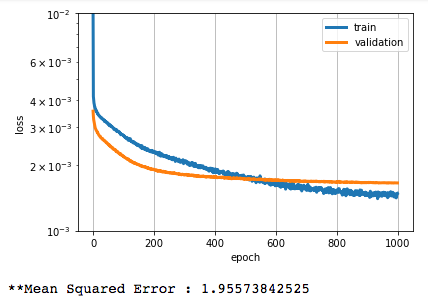 10⁻²
6 × 10⁻³
4 × 10⁻³
3 × 10⁻³
2 × 10⁻³
10⁻³
loss
train
validation
0 200 400 600 800 1000
epoch
**Mean Squared Error : 1.95573842525